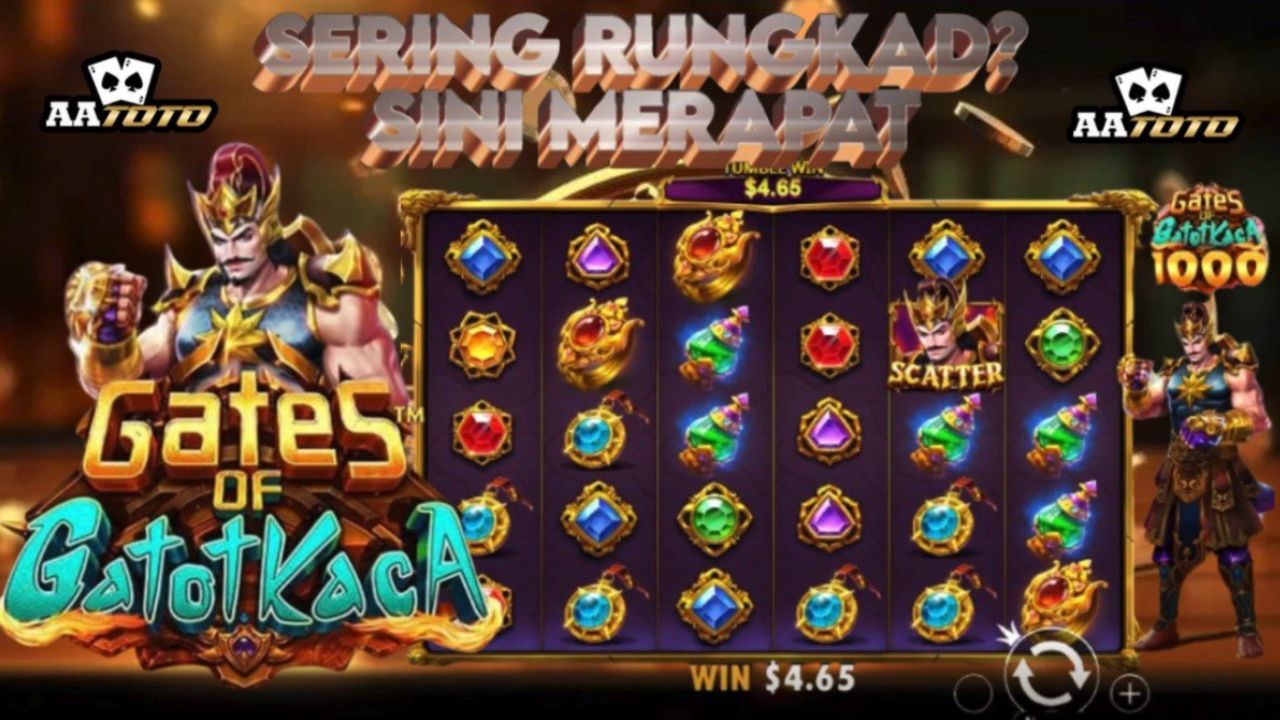 SERING RUNGKAD?
SINI MERAPAT
AATOTO
AATOTO
TUMBLE WIN
$4.65
GATES™
OF
GATOTKACA
GATES
OF
GATOTKACA
1000
SCATTER
WIN $4.65